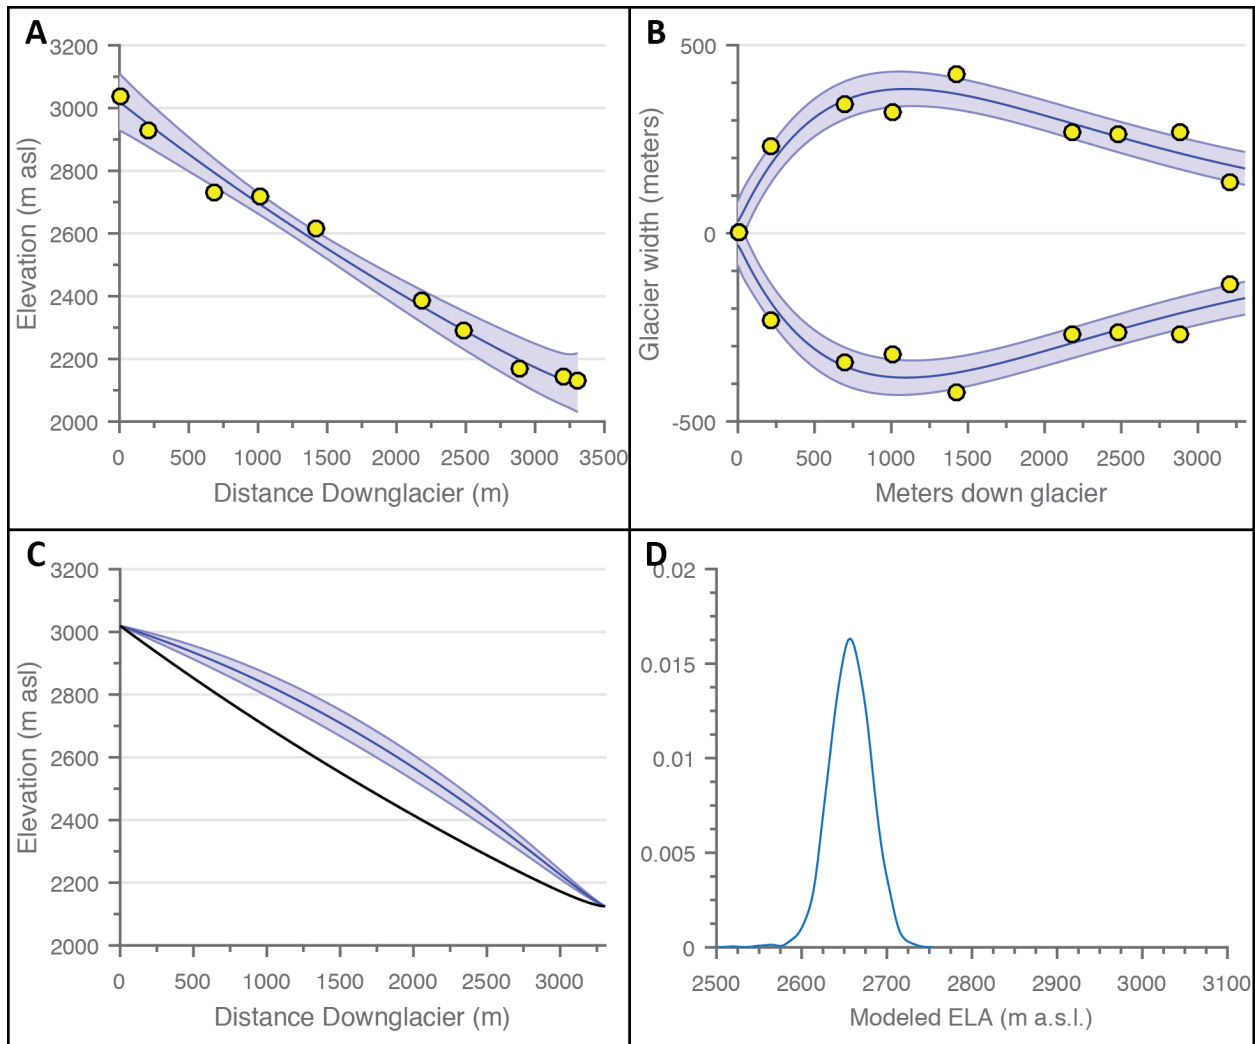 A
3200
3000
2800
2600
2400
2200
2000
Elevation (m asl)
0 500 1000 1500 2000 2500 3000 3500
Distance Downglacier (m)
B
500
0
-500
Glacier width (meters)
0 500 1000 1500 2000 2500 3000
Meters down glacier
C
3200
3000
2800
2600
2400
2200
2000
Elevation (m asl)
0 500 1000 1500 2000 2500 3000
Distance Downglacier (m)
D
0.02
0.015
0.01
0.005
0
2500 2600 2700 2800 2900 3000 3100
Modeled ELA (m a.s.l.)